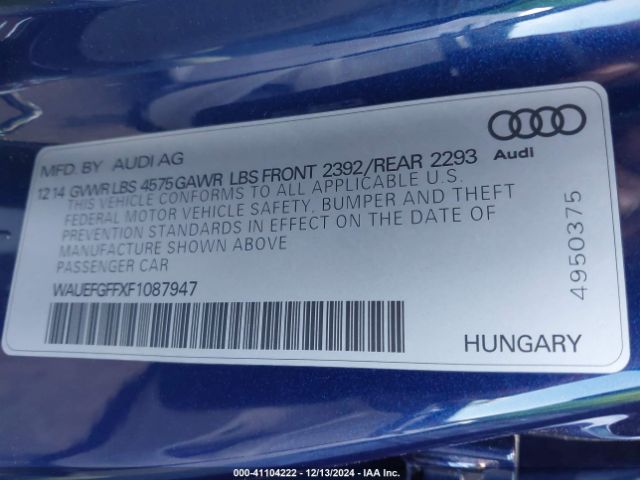 MFD. BY AUDI AG
12 14 GVWR LBS 4575 GAWR LBS FRONT 2392/REAR 2293
THIS VEHICLE CONFORMS TO ALL APPLICABLE U.S.
FEDERAL MOTOR VEHICLE SAFETY, BUMPER AND THEFT
PREVENTION STANDARDS IN EFFECT ON THE DATE OF
MANUFACTURE SHOWN ABOVE
PASSENGER CAR
WAUEFGFFXF1087947
Audi
4950375
HUNGARY
000-41104222 - 12/13/2024 - IAA Inc.